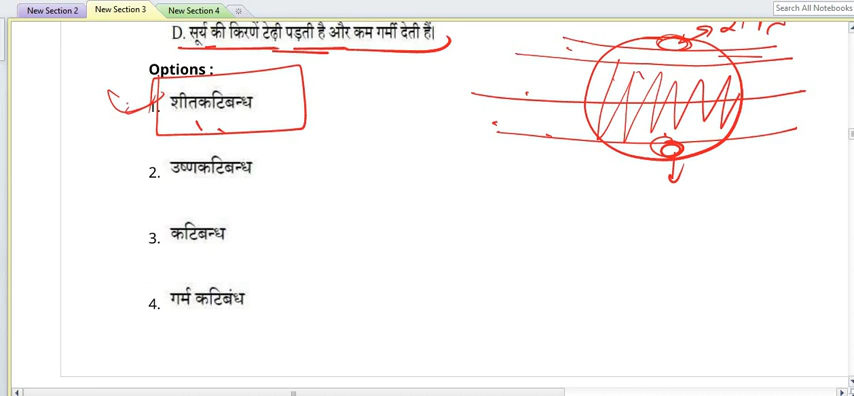 New Section 2 New Section 3 New Section 4 Search All Notebooks
D. सूर्य की किरणें टेढ़ी पड़ती है और कम गर्मी देती हैं।
Options :
1. शीतकटिबन्ध
2. उष्णकटिबन्ध
3. कटिबन्ध
4. गर्म कटिबंध